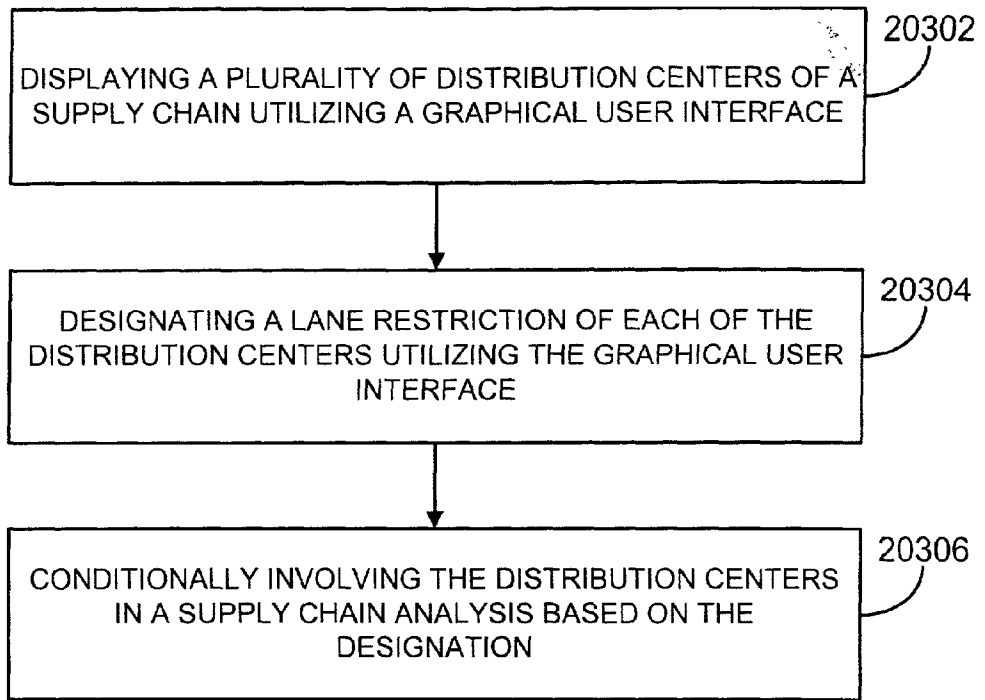 20302
DISPLAYING A PLURALITY OF DISTRIBUTION CENTERS OF A
SUPPLY CHAIN UTILIZING A GRAPHICAL USER INTERFACE
20304
DESIGNATING A LANE RESTRICTION OF EACH OF THE
DISTRIBUTION CENTERS UTILIZING THE GRAPHICAL USER
INTERFACE
20306
CONDITIONALLY INVOLVING THE DISTRIBUTION CENTERS
IN A SUPPLY CHAIN ANALYSIS BASED ON THE
DESIGNATION